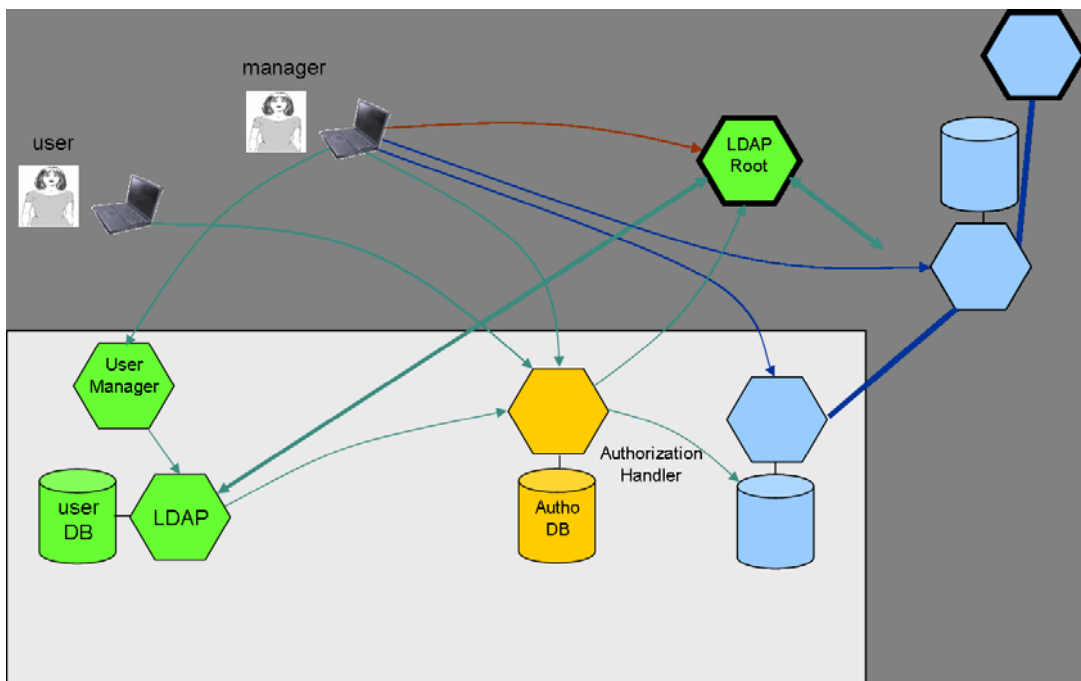 manager
user
LDAP
Root
User
Manager
Authorization
Handler
user
DB
LDAP
Autho
DB